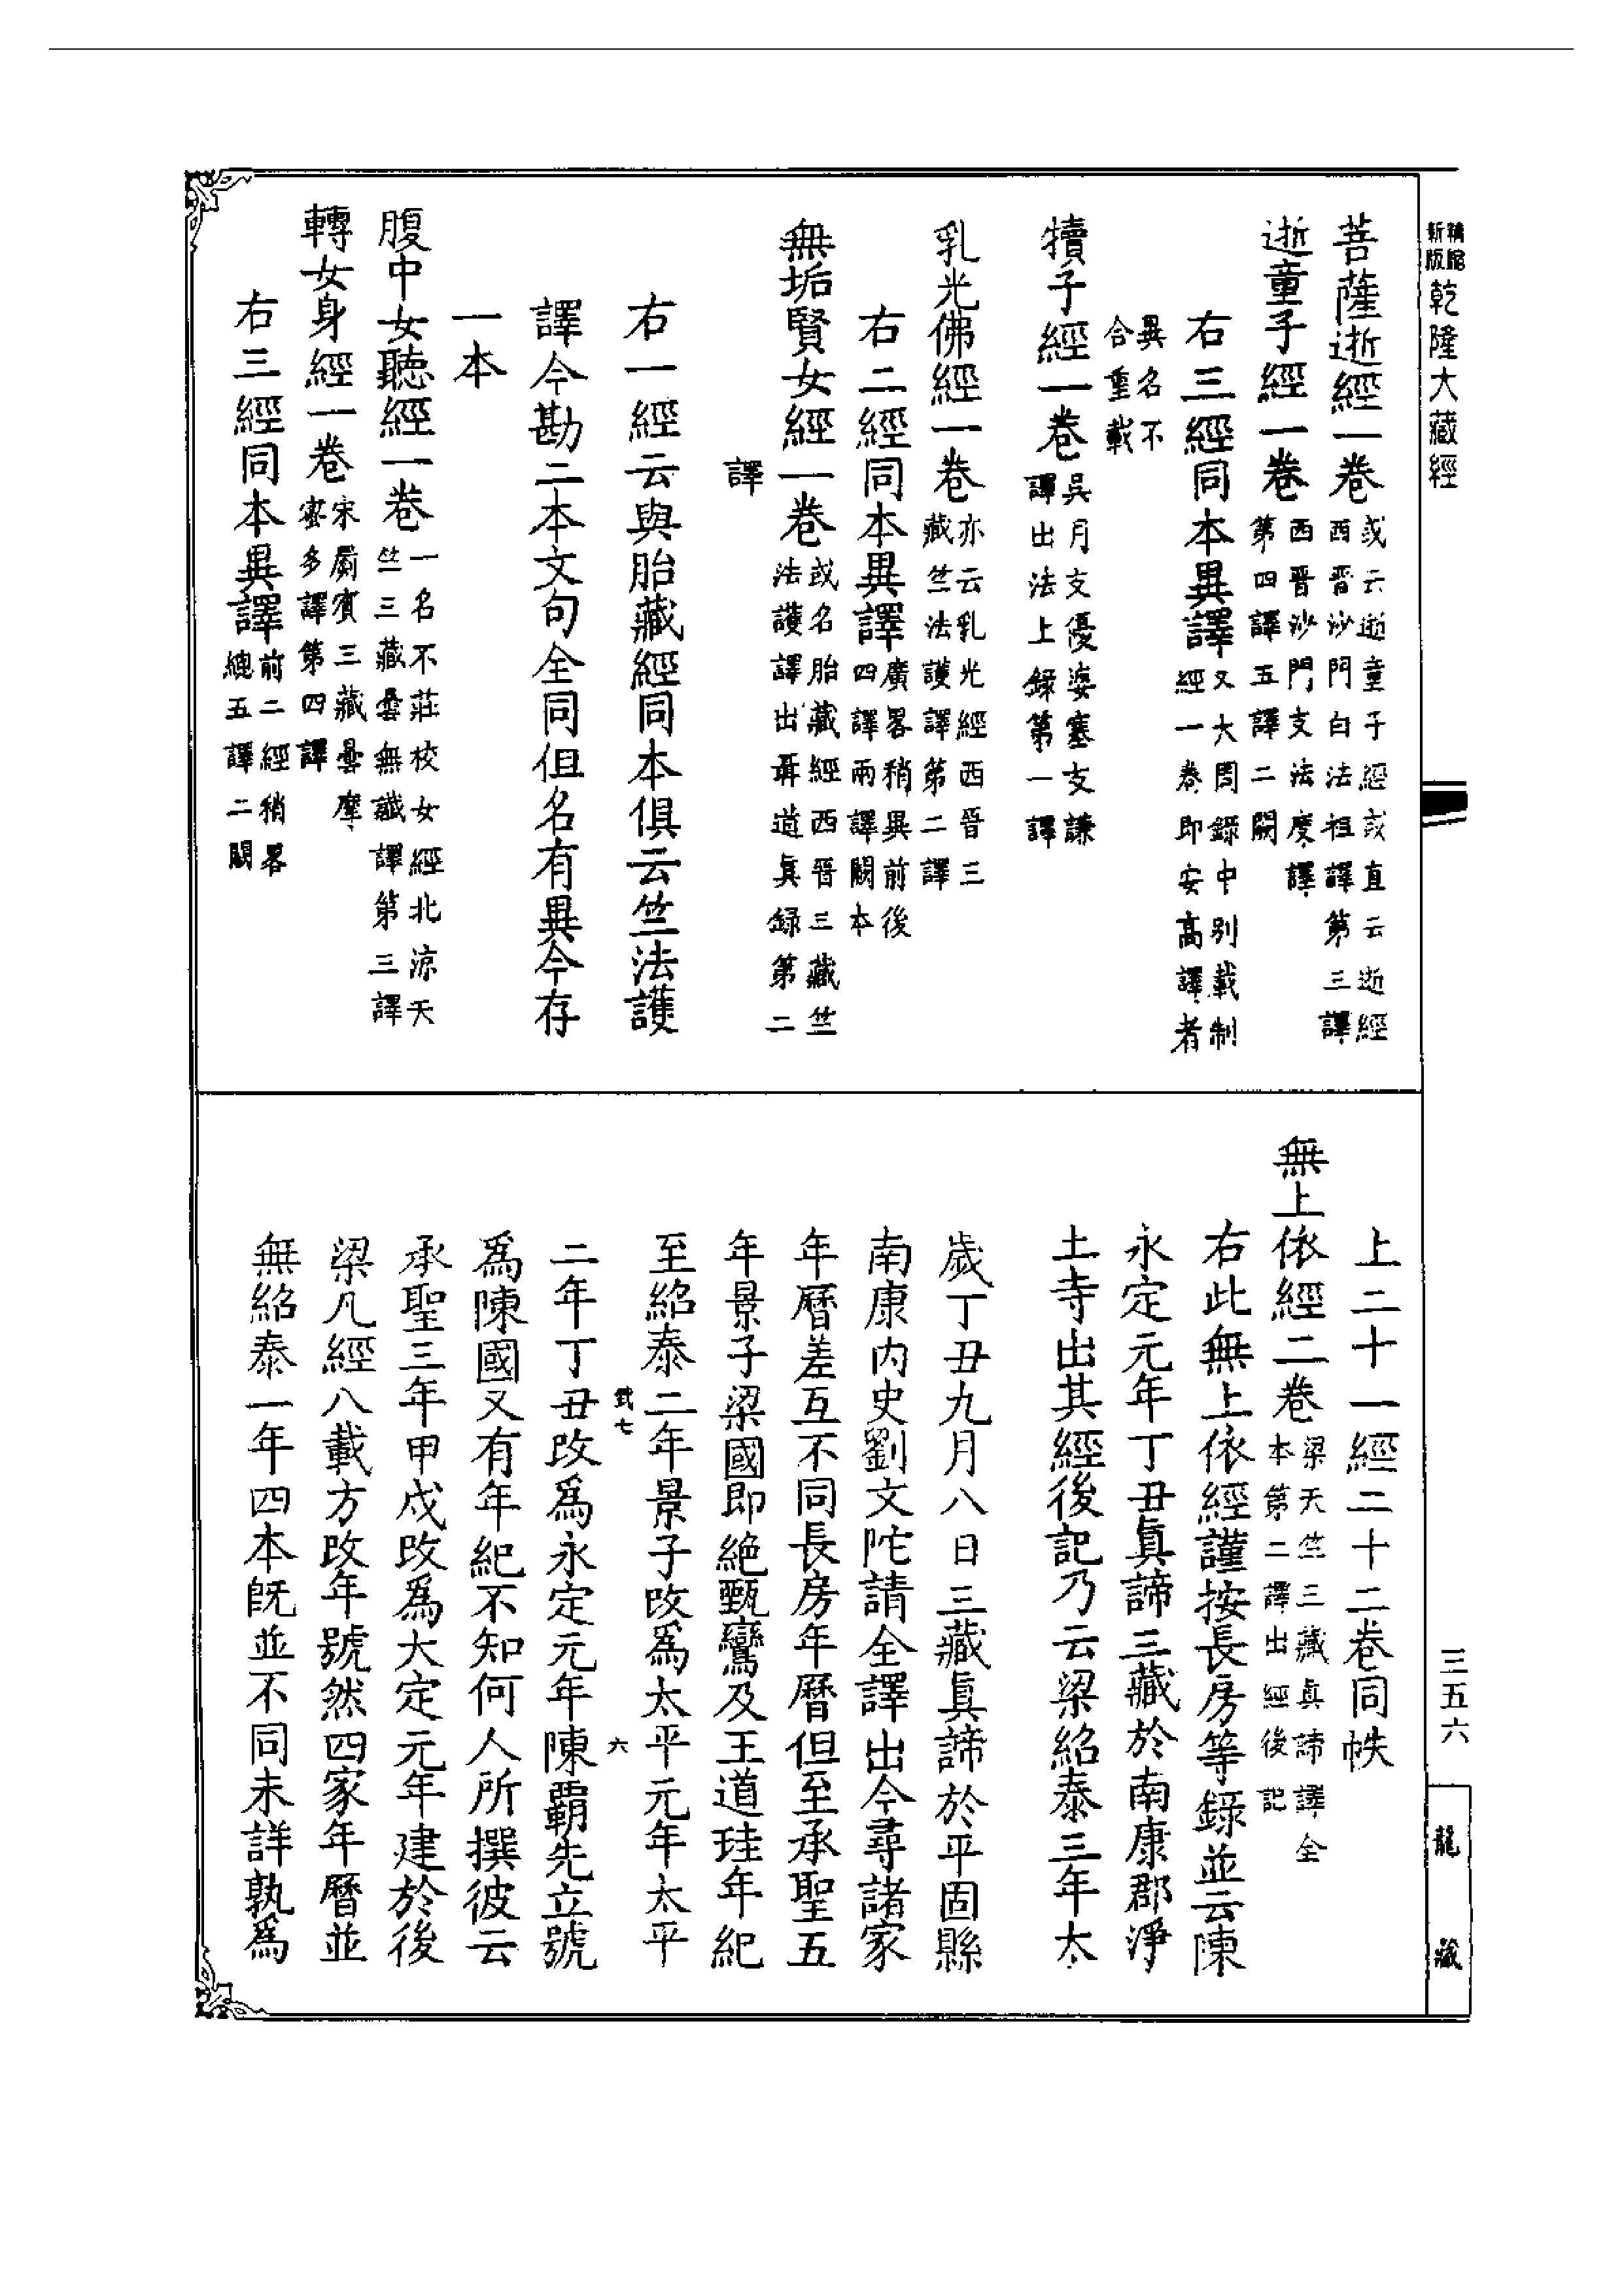 新版
精縮
乾隆大藏經
菩薩逝經一卷或云逝童子經或直云逝經
西晉沙門白法祖譯第三譯
逝童子經一卷西晉沙門支法度譯
第四譯五譯二闕
右三經同本異譯又大周錄中別載制
經一卷即安高譯者
異名不
合重載
犢子經一卷吳月支優婆塞支謙
譯出法上錄第一譯
乳光佛經一卷亦云乳光經西晉三
藏竺法護譯第二譯
右二經同本異譯廣畧稍異前後
四譯兩譯闕本
無垢賢女經一卷或名胎藏經西晉三藏竺
法護譯出聶道真錄第二
譯
右一經云與胎藏經同本俱云竺法護
譯今勘二本文句全同但名有異今存
一本
腹中女聽經一卷一名不莊校女經北涼天
竺三藏曇無讖譯第三譯
轉女身經一卷宋罽賓三藏曇摩
蜜多譯第四譯
右三經同本異譯前二經稍畧
總五譯二闕
上二十一經二十二卷同帙
無上依經二卷梁天竺三藏真諦譯全
本第二譯出經後記
右此無上依經謹按長房等錄並云陳
永定元年丁丑真諦三藏於南康郡淨
土寺出其經後記乃云梁紹泰三年太
歲丁丑九月八日三藏真諦於平固縣
南康內史劉文陀請全譯出今尋諸家
年曆差互不同長房年曆但至承聖五
年景子梁國即絕甄鸞及王道珪年紀
至紹泰二年景子改為太平元年太平
二年丁丑改為永定元年陳霸先立號
為陳國又有年紀不知何人所撰彼云
承聖三年甲戌改為大定元年建於後
梁凡經八載方改年號然四家年曆並
無紹泰一年四本既並不同未詳孰為
七
六
三五六
龍藏